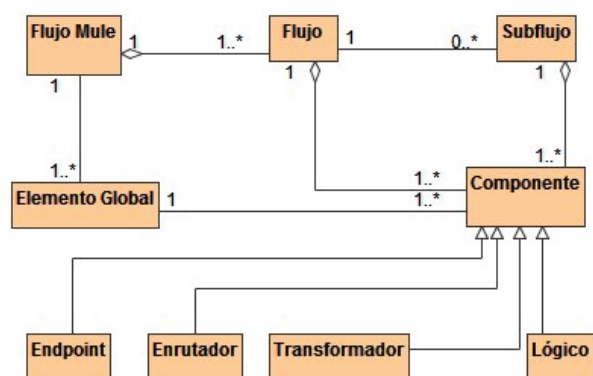 Flujo Mule
1
1..*
Flujo
1
0..*
Subflujo
1
1
1
1..*
1..*
Elemento Global
1
1..*
1..*
Componente
Endpoint
Enrutador
Transformador
Lógico